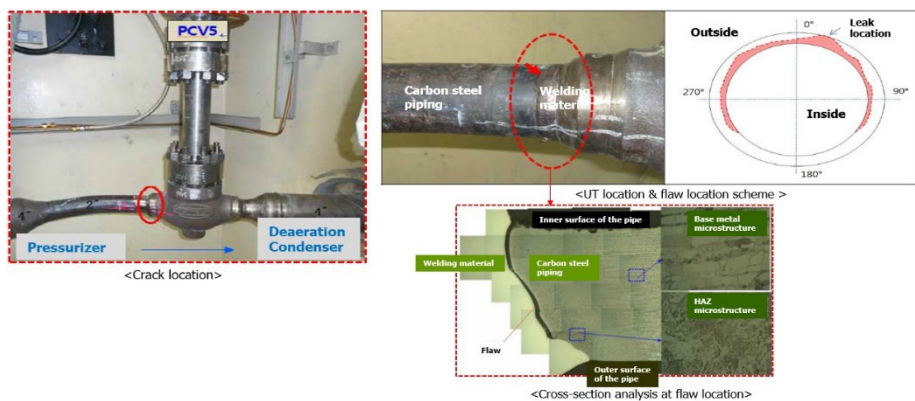 PCV5
4"
2"
4"
Pressurizer
Deaeration
Condenser
<Crack location>
Carbon steel
piping
Welding
material
Outside
0°
Leak
location
270°
90°
Inside
180°
<UT location & flaw location scheme >
Inner surface of the pipe
Base metal
microstructure
Welding material
Carbon steel
piping
HAZ
microstructure
Flaw
Outer surface
of the pipe
<Cross-section analysis at flaw location>